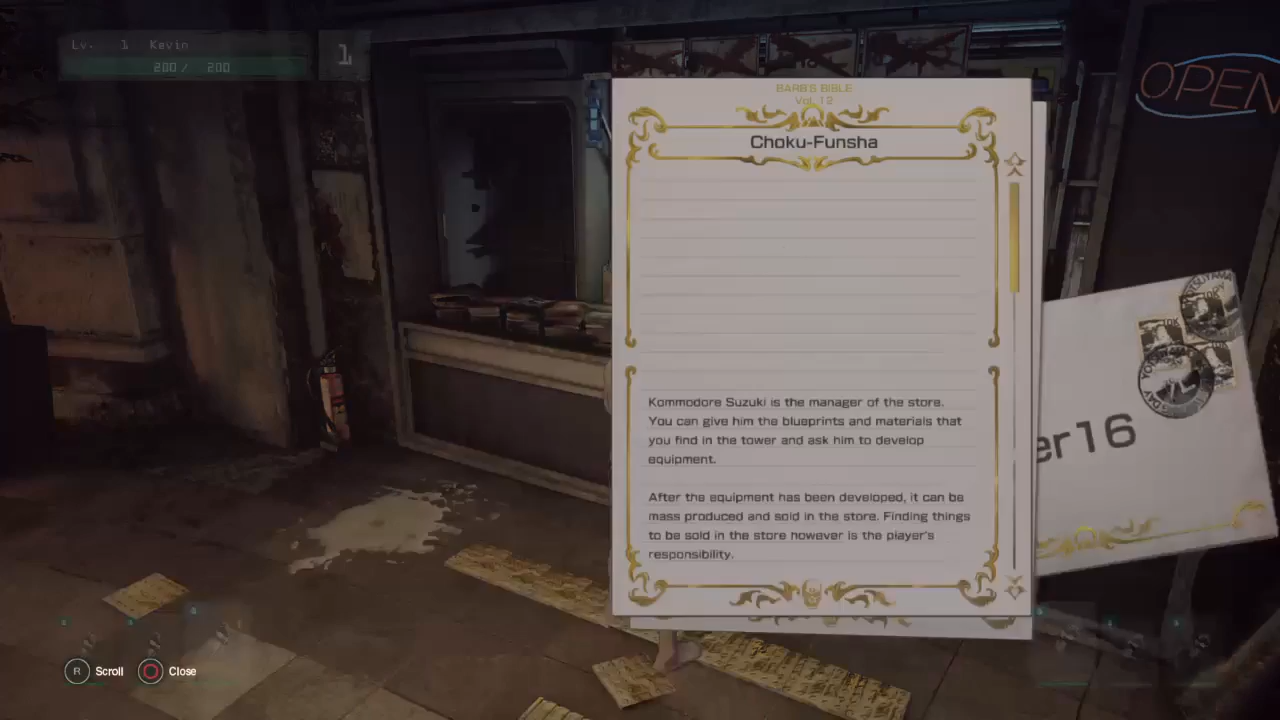 Lv. 1 Kevin
200 / 200
1
BARB'S BIBLE
Vol. 12
Choku-Funsha
OPEN
Kommodore Suzuki is the manager of the store.
You can give him the blueprints and materials that
you find in the tower and ask him to develop
equipment.
After the equipment has been developed, it can be
mass produced and sold in the store. Finding things
to be sold in the store however is the player's
responsibility.
er16
R Scroll Close